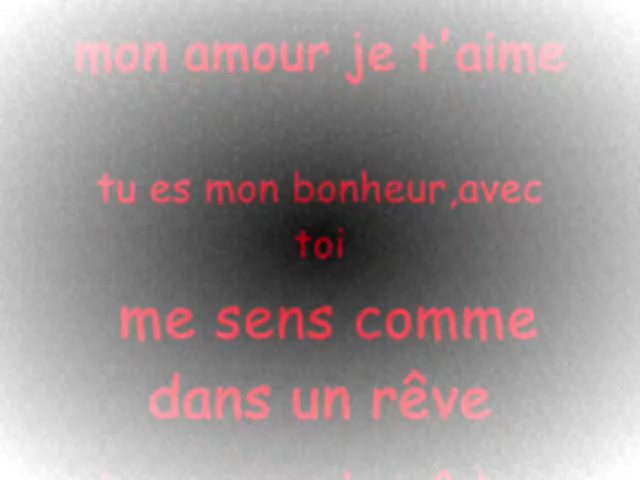 mon amour je t'aime
tu es mon bonheur,avec
toi
me sens comme
dans un rêve